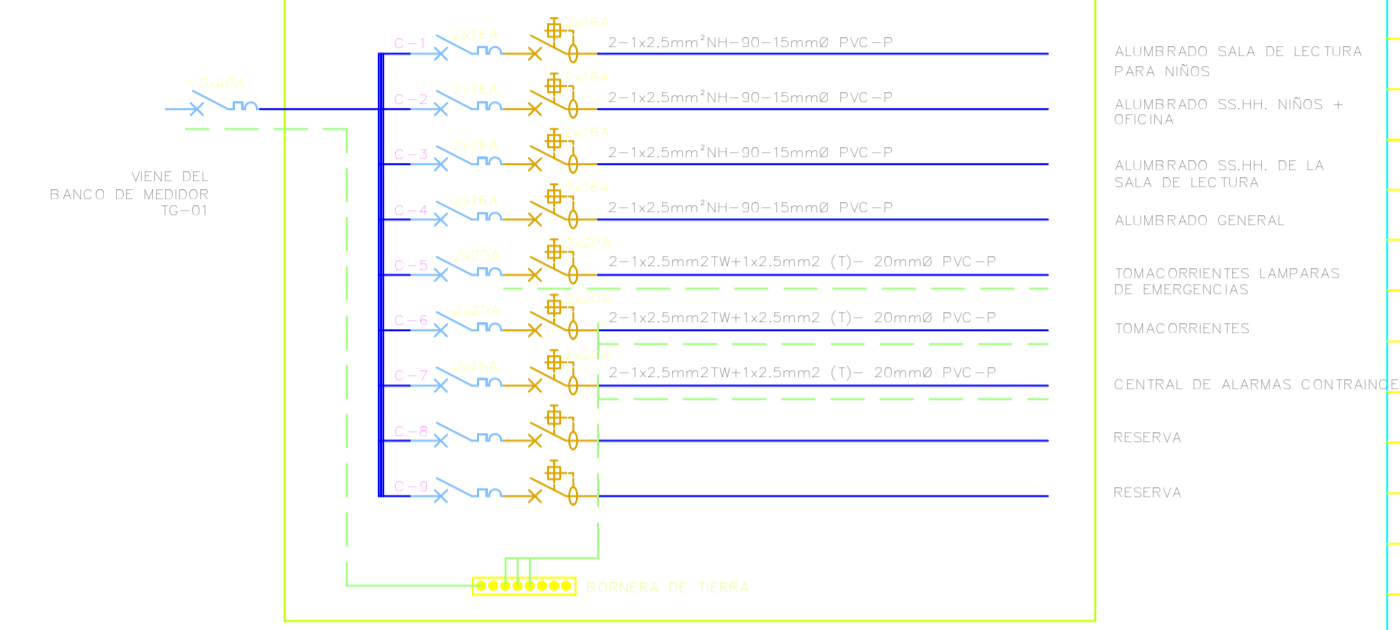 3x40A
VIENE DEL
BANCO DE MEDIDOR
TG-01
C-1 2x16A 2x16A 2-1x2.5mm²NH-90-15mmØ PVC-P
ALUMBRADO SALA DE LECTURA
PARA NIÑOS
C-2 2x16A 2x16A 2-1x2.5mm²NH-90-15mmØ PVC-P
ALUMBRADO SS.HH. NIÑOS +
OFICINA
C-3 2x16A 2x16A 2-1x2.5mm²NH-90-15mmØ PVC-P
ALUMBRADO SS.HH. DE LA
SALA DE LECTURA
C-4 2x16A 2x16A 2-1x2.5mm²NH-90-15mmØ PVC-P
ALUMBRADO GENERAL
C-5 2x20A 2x20A 2-1x2.5mm2TW+1x2.5mm2 (T)- 20mmØ PVC-P
TOMACORRIENTES LAMPARAS
DE EMERGENCIAS
C-6 2x20A 2x20A 2-1x2.5mm2TW+1x2.5mm2 (T)- 20mmØ PVC-P
TOMACORRIENTES
C-7 2-1x2.5mm2TW+1x2.5mm2 (T)- 20mmØ PVC-P
CENTRAL DE ALARMAS CONTRAINCE
C-8
RESERVA
C-9
RESERVA
BORNERA DE TIERRA